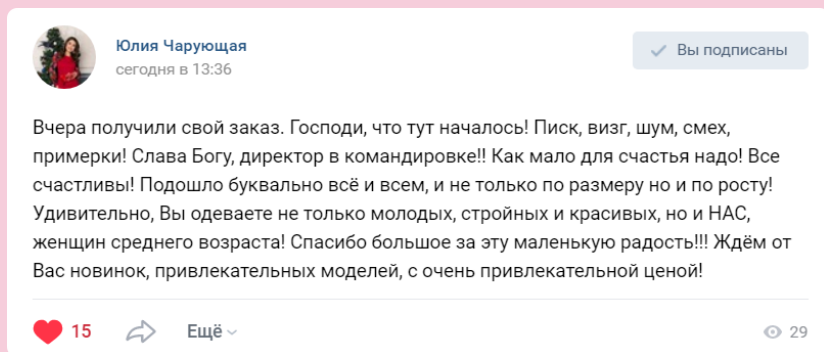 Юлия Чарующая
сегодня в 13:36
Вы подписаны
Вчера получили свой заказ. Господи, что тут началось! Писк, визг, шум, смех,
примерки! Слава Богу, директор в командировке!! Как мало для счастья надо! Все
счастливы! Подошло буквально всё и всем, и не только по размеру но и по росту!
Удивительно, Вы одеваете не только молодых, стройных и красивых, но и НАС,
женщин среднего возраста! Спасибо большое за эту маленькую радость!!! Ждём от
Вас новинок, привлекательных моделей, с очень привлекательной ценой!
15
Ещё
29